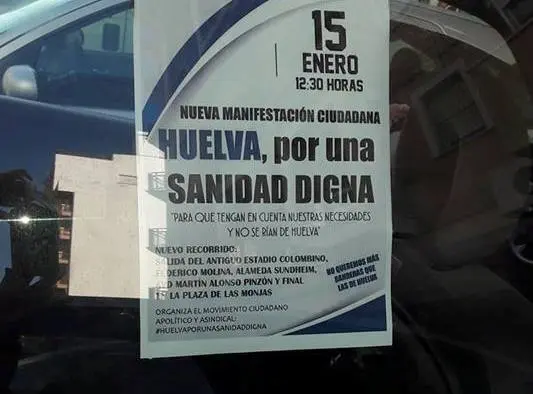 15
ENERO
12:30 HORAS
NUEVA MANIFESTACIÓN CIUDADANA
HUELVA, por una
SANIDAD DIGNA
"PARA QUE TENGAN EN CUENTA NUESTRAS NECESIDADES
Y NO SE RÍAN DE HUELVA"
NUEVO RECORRIDO:
SALIDA DEL ANTIGUO ESTADIO COLOMBINO,
FEDERICO MOLINA, ALAMEDA SUNDHEIM,
AVD MARTÍN ALONSO PINZÓN Y FINAL
LA PLAZA DE LAS MONJAS
NO QUEREMOS MÁS
BANDERAS QUE
LAS DE HUELVA
ORGANIZA EL MOVIMIENTO CIUDADANO
APOLÍTICO Y ASINDICAL:
#HUELVAPORUNASANIDADDIGNA